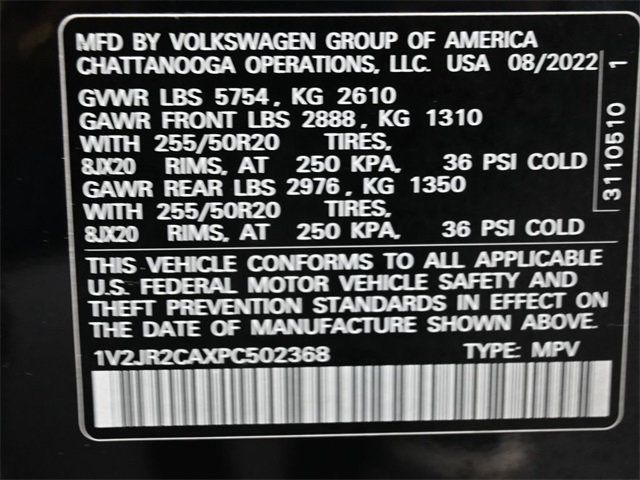 MFD BY VOLKSWAGEN GROUP OF AMERICA
CHATTANOOGA OPERATIONS, LLC. USA 08/2022
GVWR LBS 5754, KG 2610
GAWR FRONT LBS 2888, KG 1310
WITH 255/50R20 TIRES,
8JX20 RIMS, AT 250 KPA, 36 PSI COLD
GAWR REAR LBS 2976, KG 1350
WITH 255/50R20 TIRES,
8JX20 RIMS, AT 250 KPA, 36 PSI COLD
THIS VEHICLE CONFORMS TO ALL APPLICABLE
U.S. FEDERAL MOTOR VEHICLE SAFETY AND
THEFT PREVENTION STANDARDS IN EFFECT ON
THE DATE OF MANUFACTURE SHOWN ABOVE.
1V2JR2CAXPC502368 TYPE: MPV
3110510 1